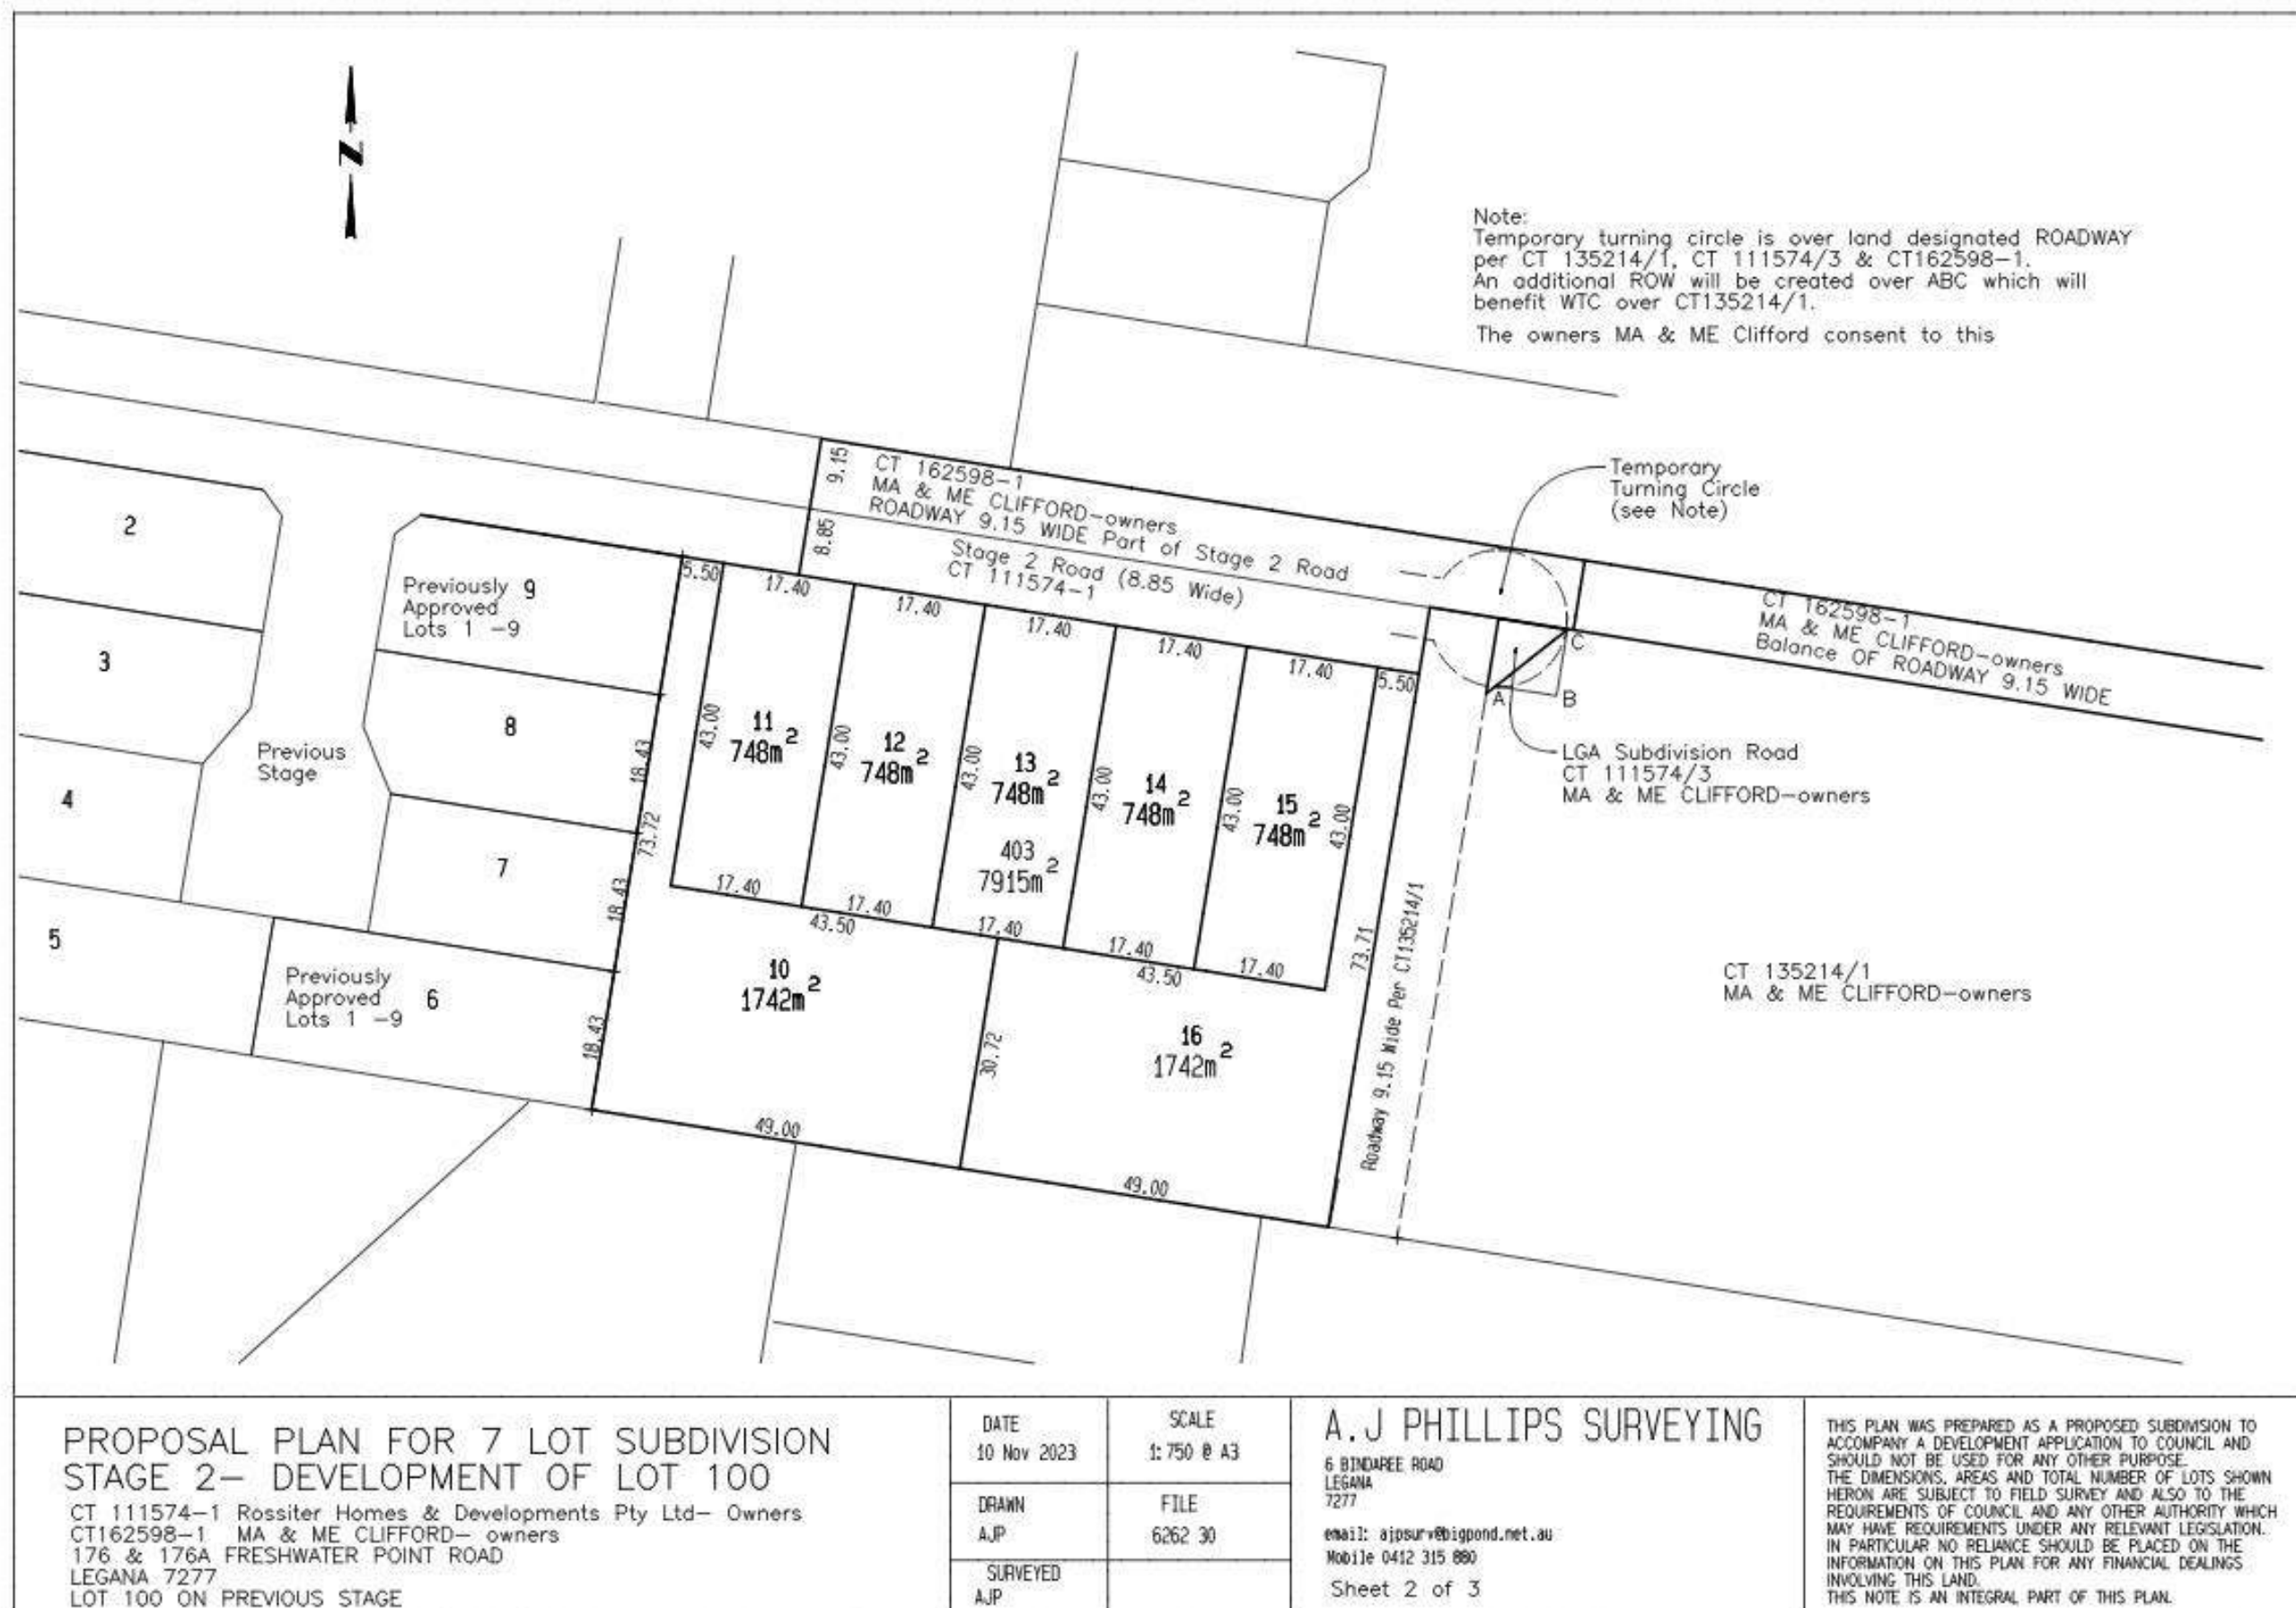 N
Note:
Temporary turning circle is over land designated ROADWAY
per CT 135214/1, CT 111574/3 & CT162598-1.
An additional ROW will be created over ABC which will
benefit WTC over CT135214/1.
The owners MA & ME Clifford consent to this
Temporary
Turning Circle
(see Note)
9.15
CT 162598-1
MA & ME CLIFFORD-owners
ROADWAY 9.15 WIDE Part of Stage 2 Road
8.85
Stage 2 Road (8.85 Wide)
CT 111574-1
CT 162598-1
MA & ME CLIFFORD-owners
Balance OF ROADWAY 9.15 WIDE
2
3
4
5
Previous
Stage
Previously 9
Approved
Lots 1 -9
8
7
Previously
Approved 6
Lots 1 -9
5.50
17.40
17.40
17.40
17.40
17.40
5.50
A
B
C
LGA Subdivision Road
CT 111574/3
MA & ME CLIFFORD-owners
43.00
11
748m2
43.00
12
748m2
43.00
13
748m2
403
7915m2
43.00
14
748m2
43.00
15
748m2
43.00
18.43
73.72
18.43
18.43
17.40
17.40
43.50
17.40
17.40
43.50
17.40
73.71
Roadway 9.15 Wide Per CT135214/1
10
1742m2
30.72
16
1742m2
49.00
49.00
CT 135214/1
MA & ME CLIFFORD-owners
PROPOSAL PLAN FOR 7 LOT SUBDIVISION
STAGE 2- DEVELOPMENT OF LOT 100
CT 111574-1 Rossiter Homes & Developments Pty Ltd- Owners
CT162598-1 MA & ME CLIFFORD- owners
176 & 176A FRESHWATER POINT ROAD
LEGANA 7277
LOT 100 ON PREVIOUS STAGE
DATE
10 Nov 2023
SCALE
1:750 @ A3
DRAWN
AJP
FILE
6262 30
SURVEYED
AJP
A.J PHILLIPS SURVEYING
6 BINDAREE ROAD
LEGANA
7277
email: ajpsurv@bigpond.net.au
Mobile 0412 315 880
Sheet 2 of 3
THIS PLAN WAS PREPARED AS A PROPOSED SUBDIVISION TO
ACCOMPANY A DEVELOPMENT APPLICATION TO COUNCIL AND
SHOULD NOT BE USED FOR ANY OTHER PURPOSE.
THE DIMENSIONS, AREAS AND TOTAL NUMBER OF LOTS SHOWN
HERON ARE SUBJECT TO FIELD SURVEY AND ALSO TO THE
REQUIREMENTS OF COUNCIL AND ANY OTHER AUTHORITY WHICH
MAY HAVE REQUIREMENTS UNDER ANY RELEVANT LEGISLATION.
IN PARTICULAR NO RELIANCE SHOULD BE PLACED ON THE
INFORMATION ON THIS PLAN FOR ANY FINANCIAL DEALINGS
INVOLVING THIS LAND.
THIS NOTE IS AN INTEGRAL PART OF THIS PLAN.